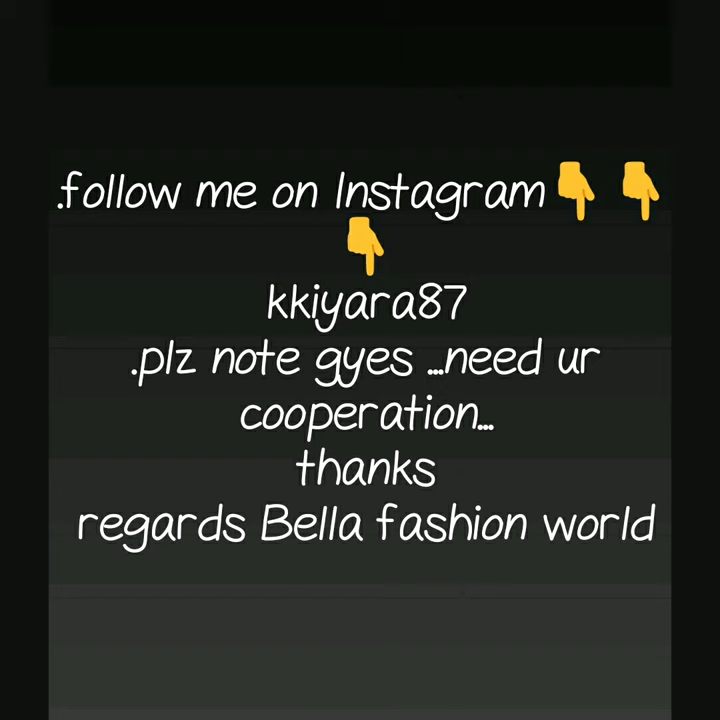 .follow me on Instagram👇 👇
👇
kkiyara87
.plz note gyes ...need ur
cooperation...
thanks
regards Bella fashion world